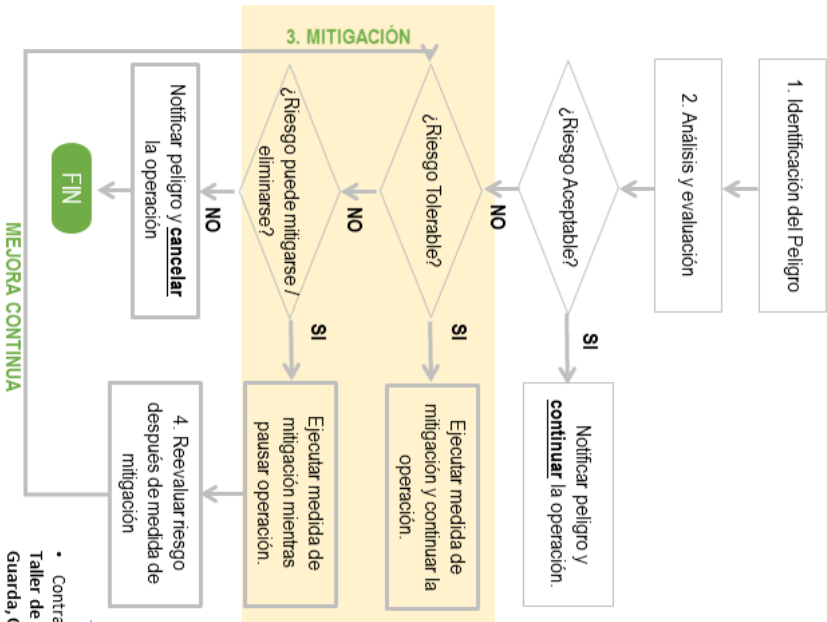 1. Identificación del Peligro
2. Análisis y evaluación
¿Riesgo Aceptable?
SI
Notificar peligro y
continuar la operación.
NO
3. MITIGACIÓN
¿Riesgo Tolerable?
SI
Ejecutar medida de
mitigación y continuar la
operación.
NO
¿Riesgo puede mitigarse /
eliminarse?
SI
Ejecutar medida de
mitigación mientras
pausar operación.
NO
Notificar peligro y cancelar
la operación
4. Reevaluar riesgo
después de medida de
mitigación
FIN
MEJORA CONTINUA
• Contra
Taller de
Guarda,